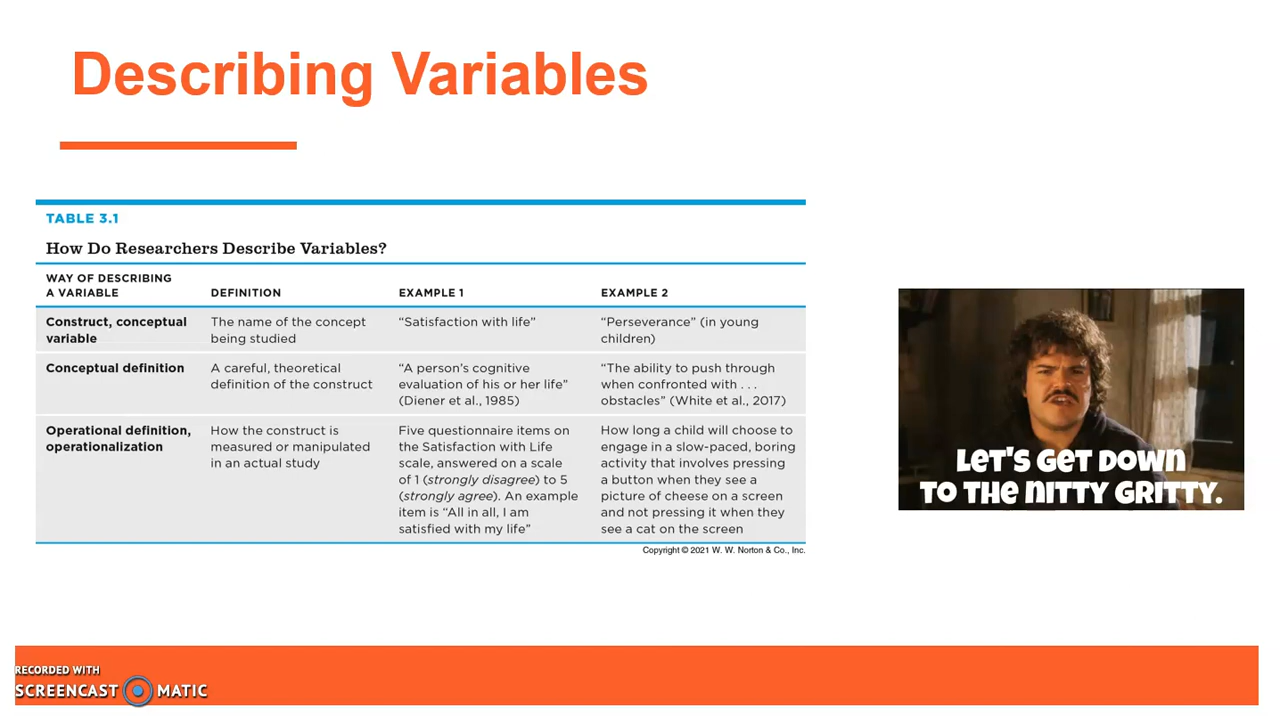 Describing Variables
TABLE 3.1
How Do Researchers Describe Variables?
WAY OF DESCRIBING
A VARIABLE
DEFINITION
EXAMPLE 1
EXAMPLE 2
Construct, conceptual
variable
The name of the concept
being studied
“Satisfaction with life”
“Perseverance” (in young
children)
Conceptual definition
A careful, theoretical
definition of the construct
“A person’s cognitive
evaluation of his or her life”
(Diener et al., 1985)
“The ability to push through
when confronted with . . .
obstacles” (White et al., 2017)
Operational definition,
operationalization
How the construct is
measured or manipulated
in an actual study
Five questionnaire items on
the Satisfaction with Life
scale, answered on a scale
of 1 (strongly disagree) to 5
(strongly agree). An example
item is “All in all, I am
satisfied with my life”
How long a child will choose to
engage in a slow-paced, boring
activity that involves pressing
a button when they see a
picture of cheese on a screen
and not pressing it when they
see a cat on the screen
Copyright © 2021 W. W. Norton & Co., Inc.
LET'S GET DOWN
TO THE NITTY GRITTY.
RECORDED WITH
SCREENCAST MATIC